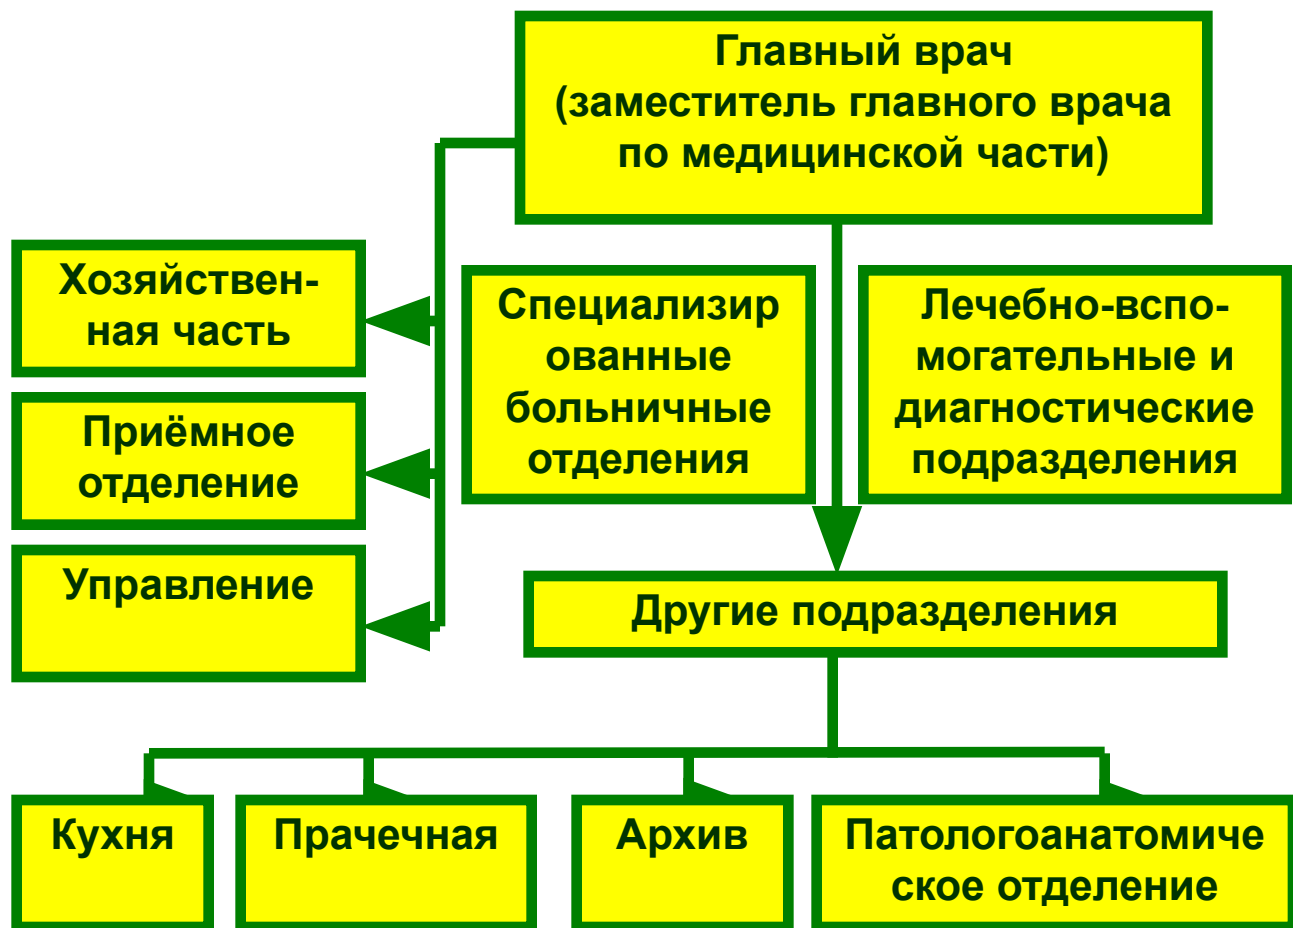 Главный врач
(заместитель главного врача
по медицинской части)
Хозяйствен-
ная часть
Приёмное
отделение
Управление
Специализир
ованные
больничные
отделения
Лечебно-вспо-
могательные и
диагностические
подразделения
Другие подразделения
Кухня
Прачечная
Архив
Патологоанатомиче
ское отделение